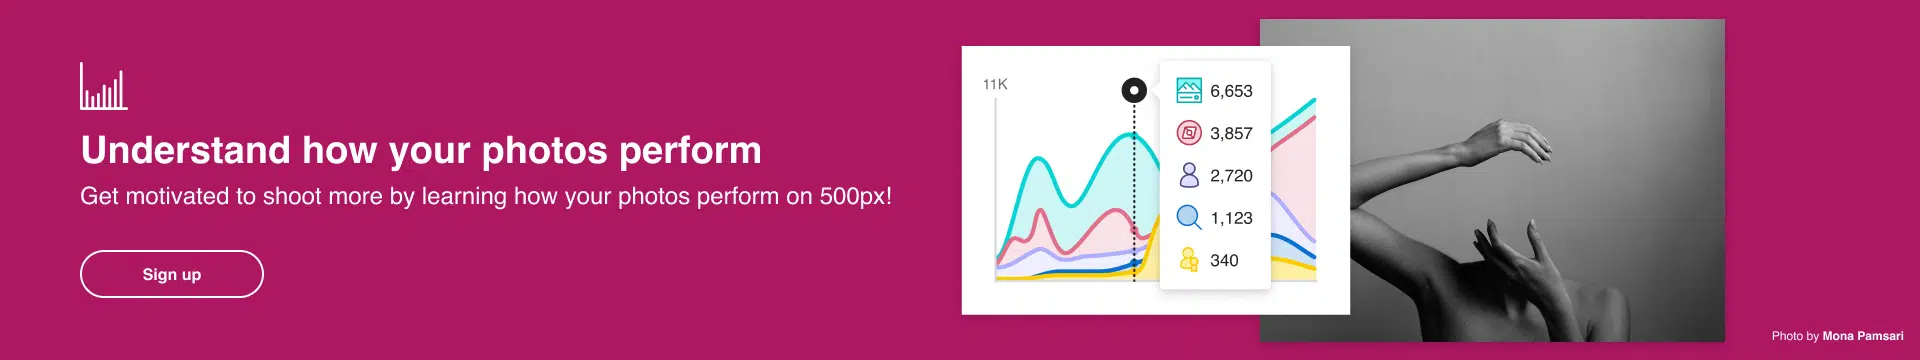 Understand how your photos perform
Get motivated to shoot more by learning how your photos perform on 500px!
Sign up
11K
6,653
3,857
2,720
1,123
340
Photo by Mona Pamsari